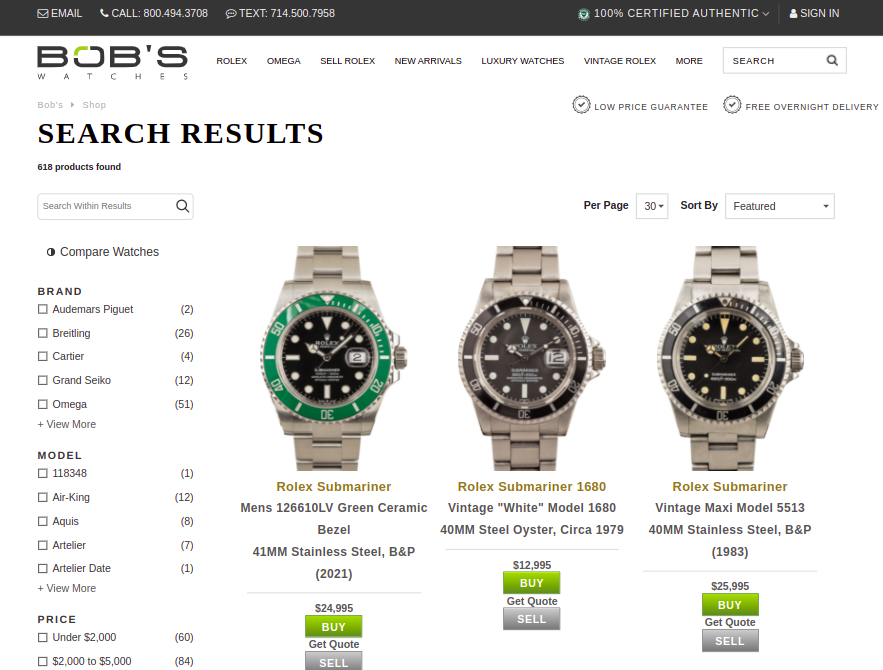 EMAIL CALL: 800.494.3708 TEXT: 714.500.7958 100% CERTIFIED AUTHENTIC SIGN IN
BOB'S
WATCHES
ROLEX OMEGA SELL ROLEX NEW ARRIVALS LUXURY WATCHES VINTAGE ROLEX MORE SEARCH
Bob's Shop
LOW PRICE GUARANTEE FREE OVERNIGHT DELIVERY
SEARCH RESULTS
618 products found
Search Within Results
Per Page 30 Sort By Featured
Compare Watches
BRAND
Audemars Piguet (2)
Breitling (26)
Cartier (4)
Grand Seiko (12)
Omega (51)
+ View More
MODEL
118348 (1)
Air-King (12)
Aquis (8)
Artelier (7)
Artelier Date (1)
+ View More
PRICE
Under $2,000 (60)
$2,000 to $5,000 (84)
Rolex Submariner
Mens 126610LV Green Ceramic
Bezel
41MM Stainless Steel, B&P
(2021)
$24,995
BUY
Get Quote
SELL
Rolex Submariner 1680
Vintage "White" Model 1680
40MM Steel Oyster, Circa 1979
$12,995
BUY
Get Quote
SELL
Rolex Submariner
Vintage Maxi Model 5513
40MM Stainless Steel, B&P
(1983)
$25,995
BUY
Get Quote
SELL